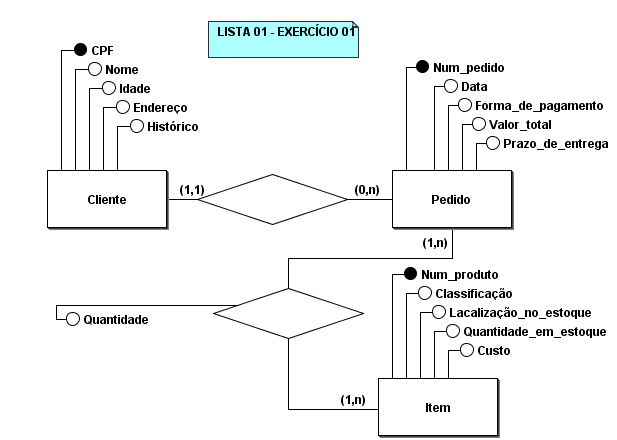 LISTA 01 - EXERCÍCIO 01
CPF
Nome
Idade
Endereço
Histórico
Num_pedido
Data
Forma_de_pagamento
Valor_total
Prazo_de_entrega
Cliente
(1,1)
(0,n)
Pedido
(1,n)
Num_produto
Classificação
Lacalização_no_estoque
Quantidade_em_estoque
Custo
Quantidade
(1,n)
Item